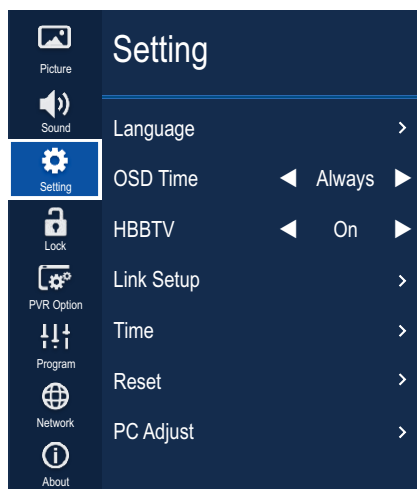 Picture
Sound
Setting
Lock
PVR Option
Program
Network
About
Setting
Language
OSD Time Always
HBBTV On
Link Setup
Time
Reset
PC Adjust